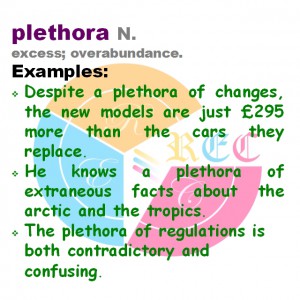 plethora N.
excess; overabundance.
Examples:
❖ Despite a plethora of changes,
the new models are just £295
more than the cars they
replace.
❖ He knows a plethora of
extraneous facts about the
arctic and the tropics.
❖ The plethora of regulations is
both contradictory and
confusing.
REC